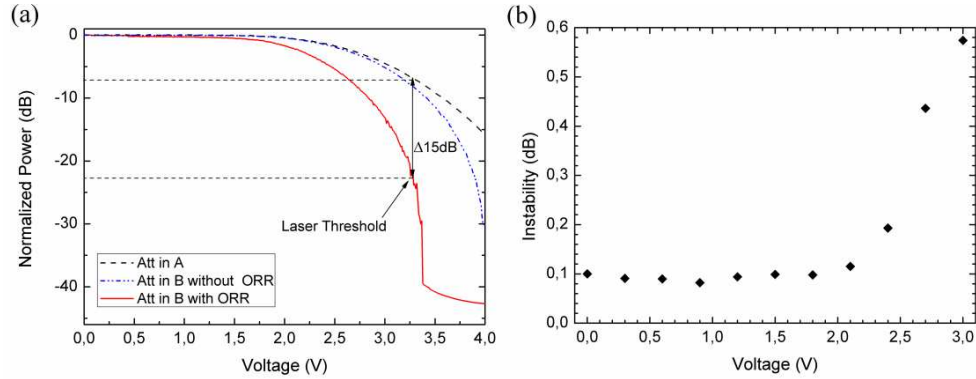 (a)
Normalized Power (dB)
0
-10
-20
-30
-40
Δ15dB
Laser Threshold
Att in A
Att in B without ORR
Att in B with ORR
0,0 0,5 1,0 1,5 2,0 2,5 3,0 3,5 4,0
Voltage (V)
(b)
Instability (dB)
0,6
0,5
0,4
0,3
0,2
0,1
0,0
0,0 0,5 1,0 1,5 2,0 2,5 3,0
Voltage (V)